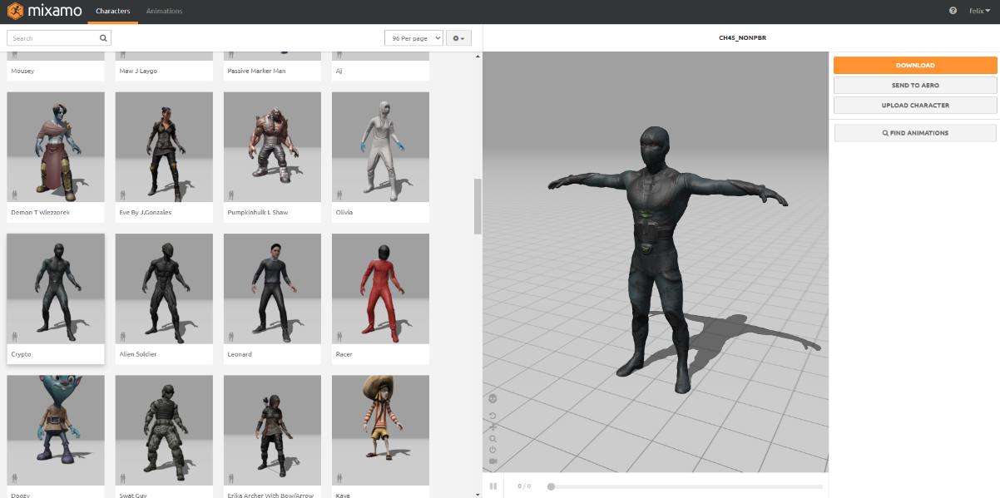 mixamo
Characters
Animations
felix
Search
96 Per page
CH45_NONPBR
Mousey
Maw J Laygo
Passive Marker Man
Aj
DOWNLOAD
SEND TO AERO
UPLOAD CHARACTER
FIND ANIMATIONS
Demon T Wiezzorek
Eve By J.Gonzales
Pumpkinhulk L Shaw
Olivia
Crypto
Alien Soldier
Leonard
Racer
Doozy
Swat Guy
Erika Archer With Bow/Arrow
Kaya
0 / 0